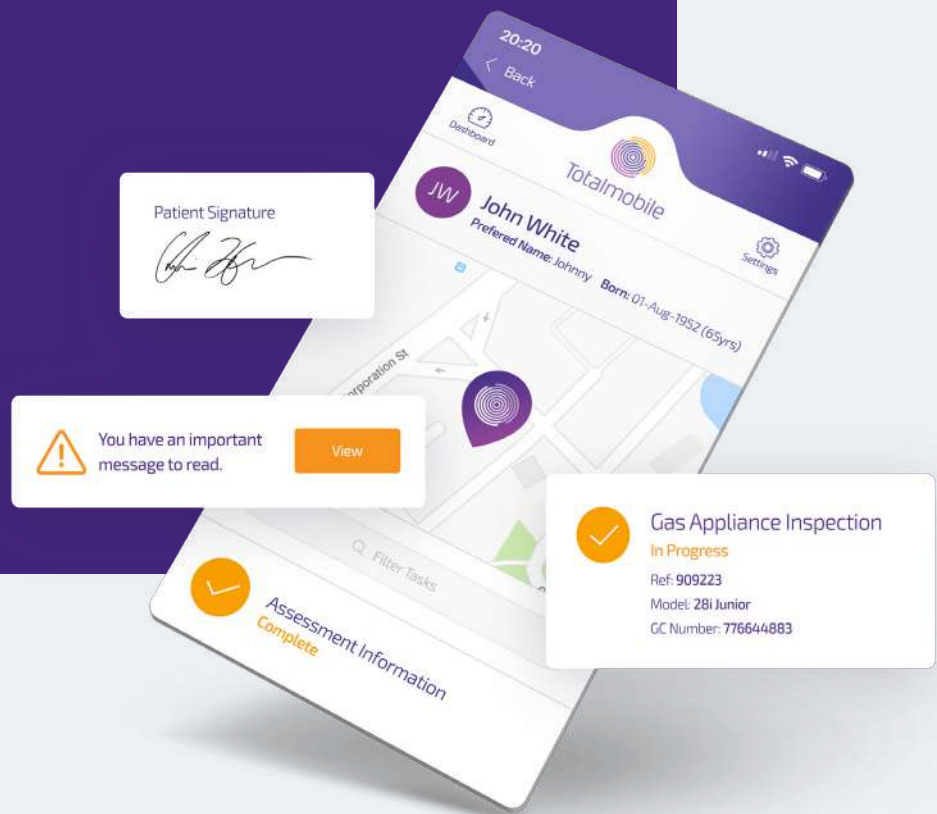 20:20
Back
Dashboard
Totalmobile
Settings
JW
John White
Prefered Name: Johnny Born: 01-Aug-1952 (65yrs)
Patient Signature
orporation St
You have an important
message to read.
View
Filter Tasks
Assessment Information
Complete
Gas Appliance Inspection
In Progress
Ref: 909223
Model: 28i Junior
GC Number: 776644883